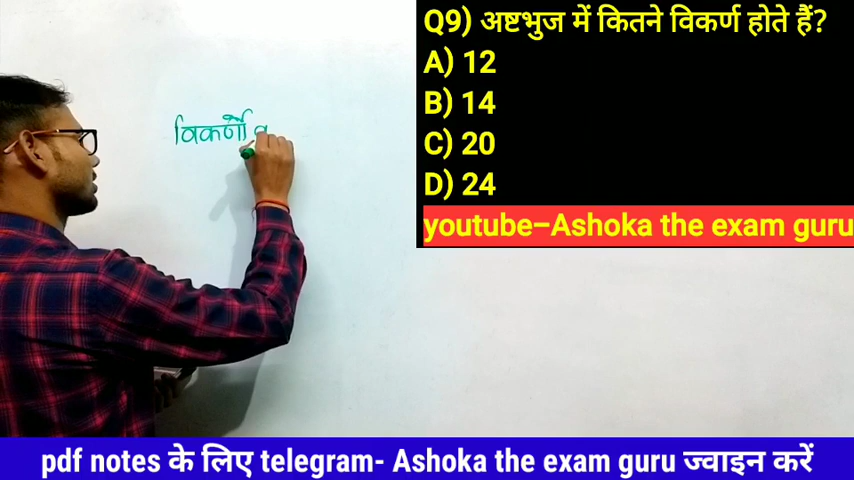 Q9) अष्टभुज में कितने विकर्ण होते हैं?
A) 12
B) 14
C) 20
D) 24
youtube–Ashoka the exam guru
विकर्णो
pdf notes के लिए telegram- Ashoka the exam guru ज्वाइन करें